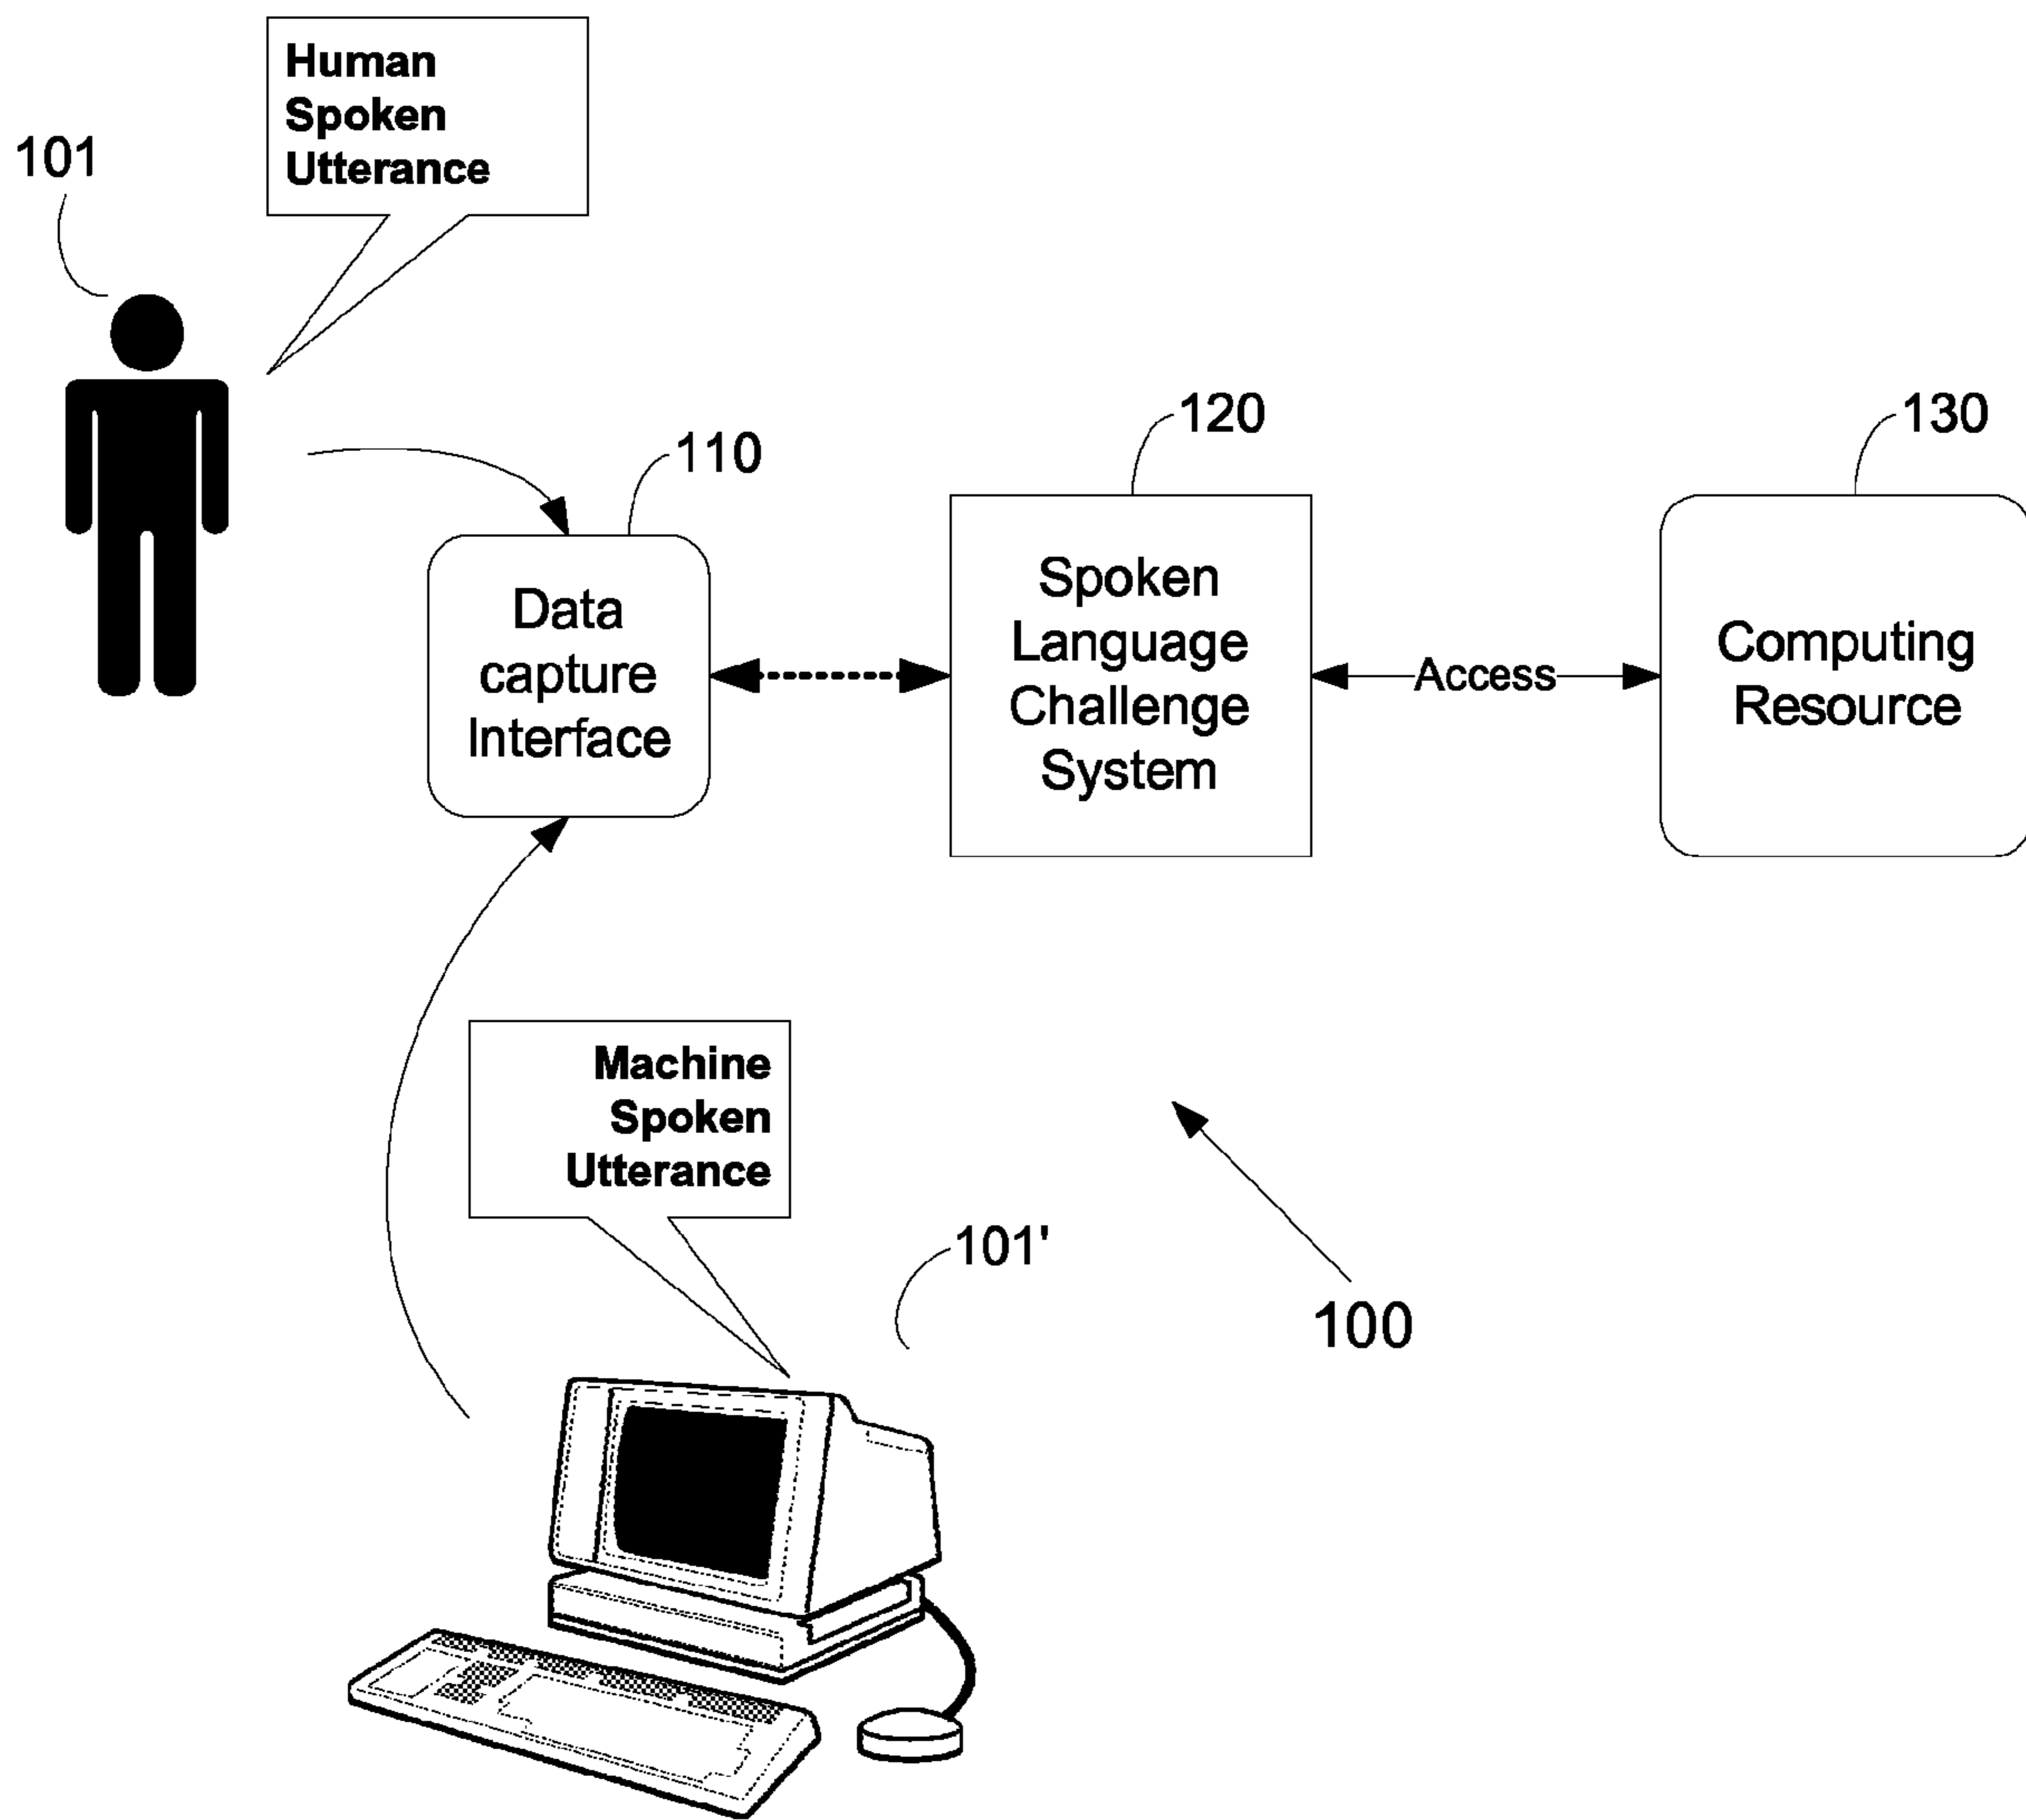 Human
Spoken
Utterance
101
110
120
130
Data
capture
Interface
Spoken
Language
Challenge
System
Access
Computing
Resource
Machine
Spoken
Utterance
101'
100